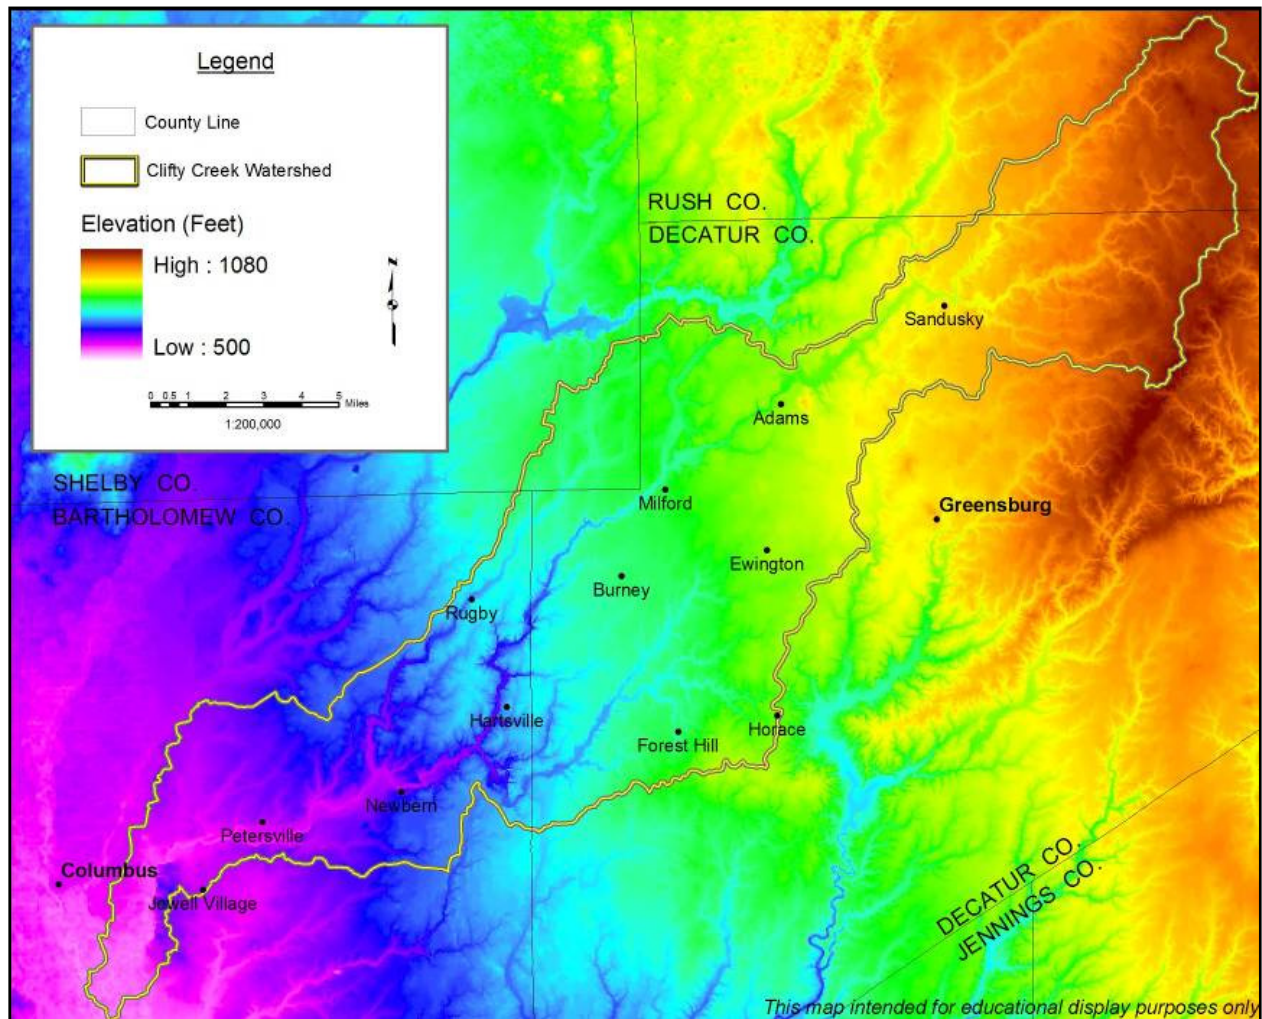 Legend
County Line
Clifty Creek Watershed
Elevation (Feet)
High : 1080
Low : 500
N
0 0.5 1 2 3 4 5
Miles
1:200,000
RUSH CO.
DECATUR CO.
Sandusky
Adams
SHELBY CO.
BARTHOLOMEW CO.
Milford
Greensburg
Ewington
Burney
Rugby
Hartsville
Horace
Forest Hill
Newbern
Petersville
Columbus
Jewell Village
DECATUR CO.
JENNINGS CO.
This map intended for educational display purposes only